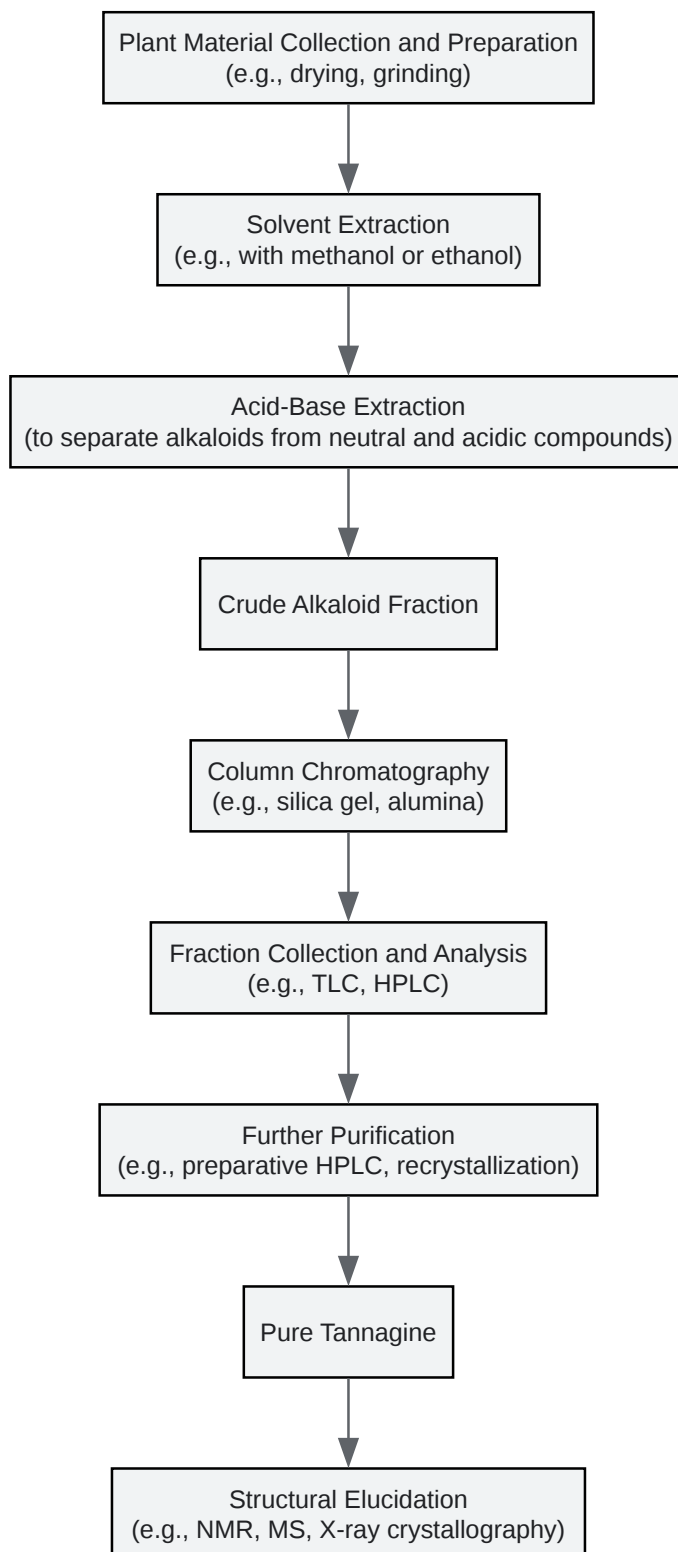 Plant Material Collection and Preparation
(e.g., drying, grinding)
Solvent Extraction
(e.g., with methanol or ethanol)
Acid-Base Extraction
(to separate alkaloids from neutral and acidic compounds)
Crude Alkaloid Fraction
Column Chromatography
(e.g., silica gel, alumina)
Fraction Collection and Analysis
(e.g., TLC, HPLC)
Further Purification
(e.g., preparative HPLC, recrystallization)
Pure Tannagine
Structural Elucidation
(e.g., NMR, MS, X-ray crystallography)